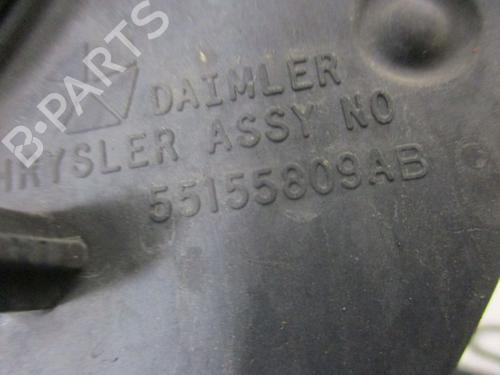 B-PARTS
DAIMLER
HRYSLER ASSY NO
55155809AB